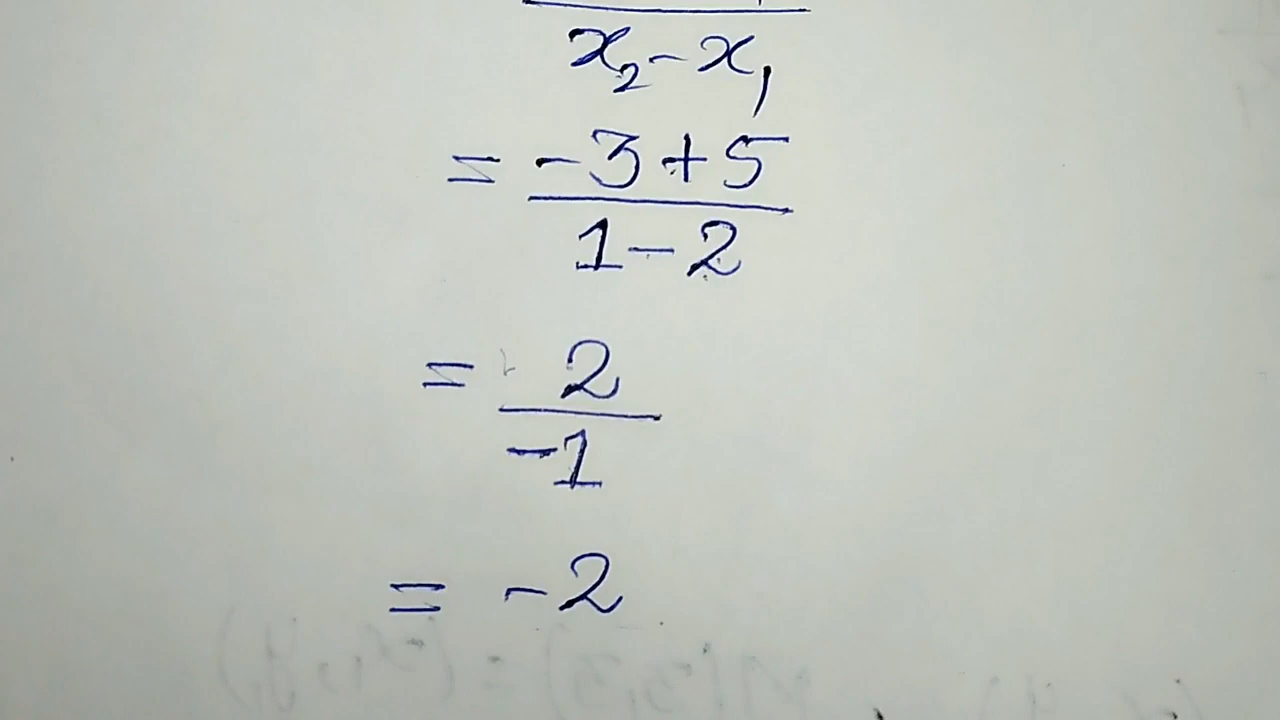 x₂ - x₁
= -3 + 5
1 - 2
= 2
-1
= -2